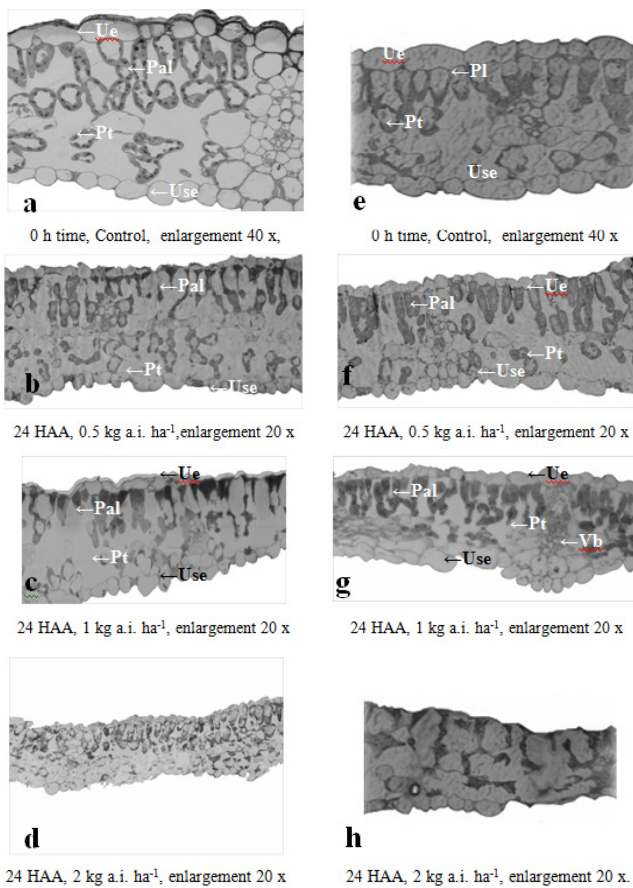 ←Ue
←Pal
←Pt
←Use
a
0 h time, Control, enlargement 40 x,
Ue
←Pl
←Pt
Use
e
0 h time, Control, enlargement 40 x
←Pal
←Pt
←Use
b
24 HAA, 0.5 kg a.i. ha⁻¹,enlargement 20 x
←Ue
←Pal
←Pt
←Use
f
24 HAA, 0.5 kg a.i. ha⁻¹, enlargement 20 x
←Ue
←Pal
←Pt
←Use
c
24 HAA, 1 kg a.i. ha⁻¹, enlargement 20 x
←Ue
←Pal
←Pt
←Vb
←Use
g
24 HAA, 1 kg a.i. ha⁻¹, enlargement 20 x
d
24 HAA, 2 kg a.i. ha⁻¹, enlargement 20 x
h
24 HAA, 2 kg a.i. ha⁻¹, enlargement 20 x.